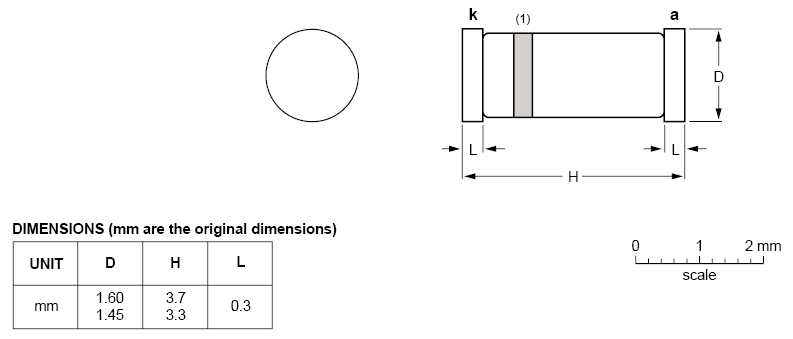 k (1) a
D
L L
H
DIMENSIONS (mm are the original dimensions)
UNIT D H L
mm 1.60 3.7 0.3
1.45 3.3
0 1 2 mm
scale